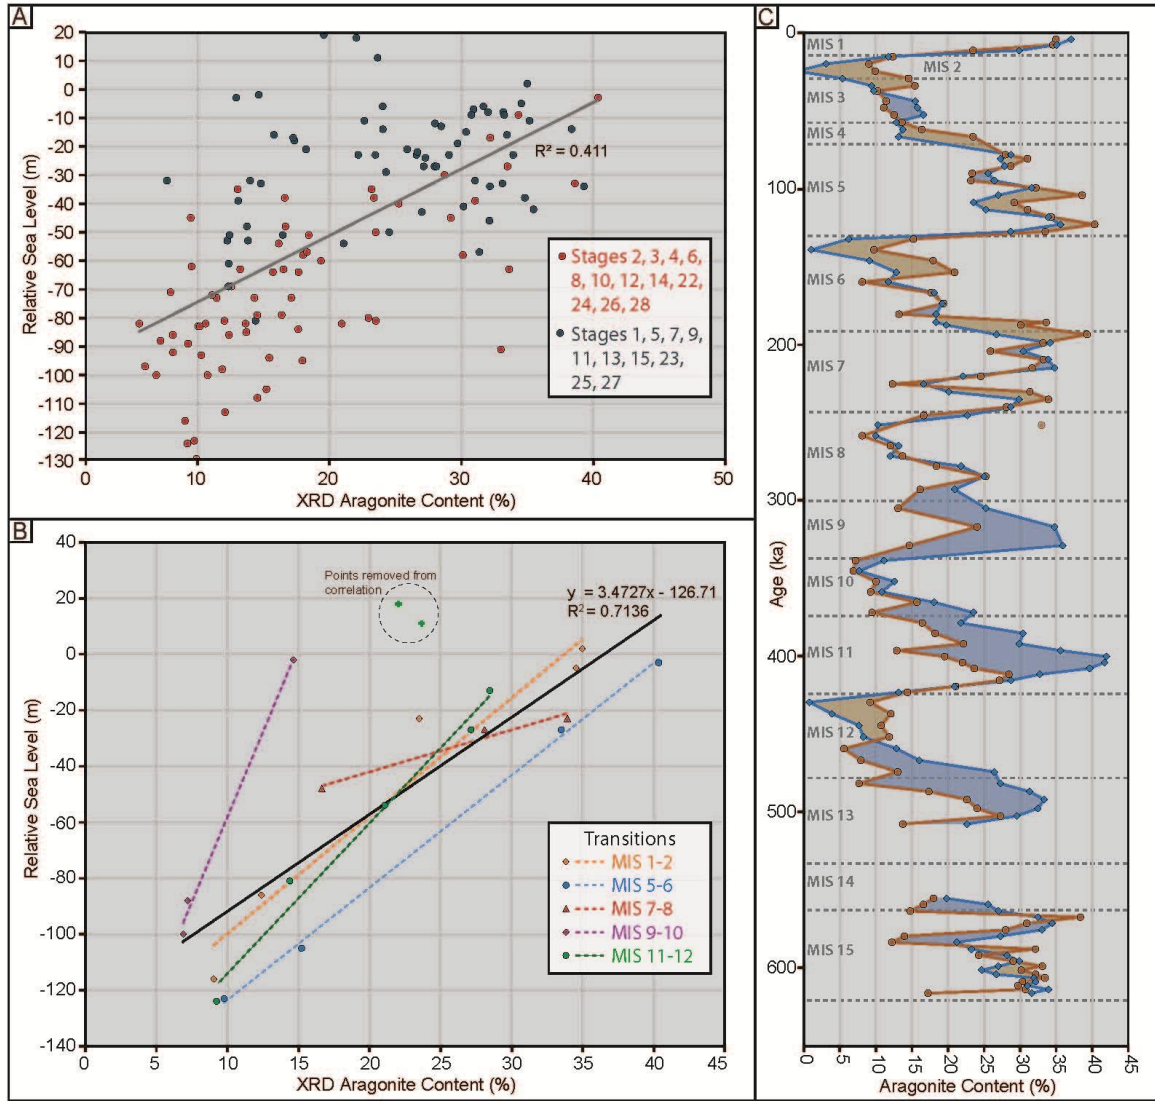 A
20
10
0
-10
-20
-30
-40
-50
-60
-70
-80
-90
-100
-110
-120
-130
Relative Sea Level (m)
R² = 0.411
Stages 2, 3, 4, 6,
8, 10, 12, 14, 22,
24, 26, 28
Stages 1, 5, 7, 9,
11, 13, 15, 23,
25, 27
0
10
20
30
40
50
XRD Aragonite Content (%)
B
40
20
0
-20
-40
-60
-80
-100
-120
-140
Relative Sea Level (m)
Points removed from
correlation
y = 3.4727x - 126.71
R² = 0.7136
Transitions
MIS 1-2
MIS 5-6
MIS 7-8
MIS 9-10
MIS 11-12
0
5
10
15
20
25
30
35
40
45
XRD Aragonite Content (%)
C
0
100
200
300
400
500
600
Age (ka)
MIS 1
MIS 2
MIS 3
MIS 4
MIS 5
MIS 6
MIS 7
MIS 8
MIS 9
MIS 10
MIS 11
MIS 12
MIS 13
MIS 14
MIS 15
0
5
10
15
20
25
30
35
40
45
Aragonite Content (%)